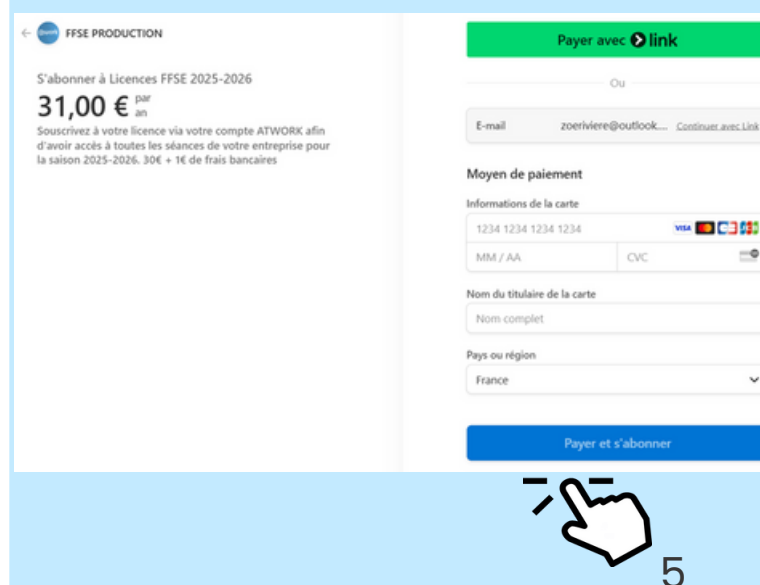 FFSE PRODUCTION
S'abonner à Licences FFSE 2025-2026
31,00 € par an
Souscrivez à votre licence via votre compte ATWORK afin
d'avoir accès à toutes les séances de votre entreprise pour
la saison 2025-2026. 30€ + 1€ de frais bancaires
Payer avec link
Ou
E-mail zoeriviere@outlook... Continuer avec Link
Moyen de paiement
Informations de la carte
1234 1234 1234 1234 VISA
MM / AA CVC
Nom du titulaire de la carte
Nom complet
Pays ou région
France
Payer et s'abonner
5